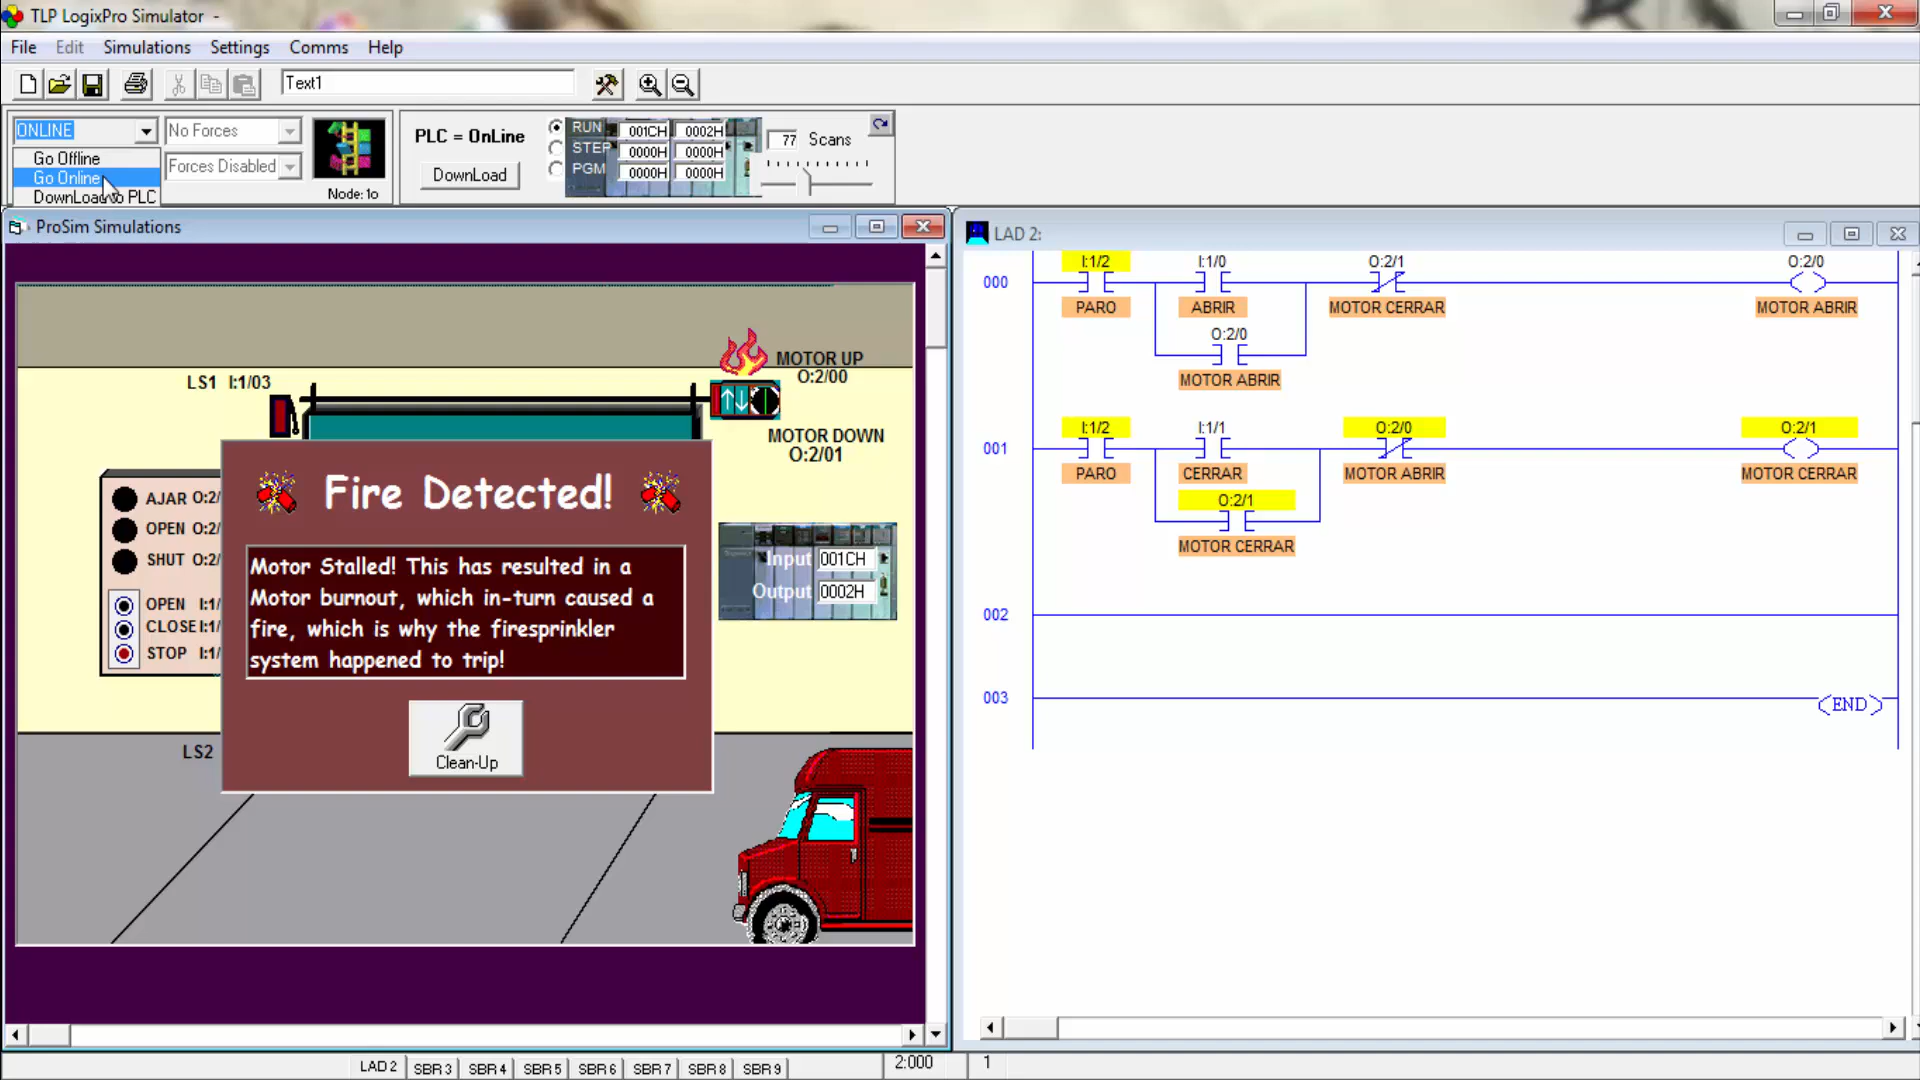 TLP LogixPro Simulator -
File Edit Simulations Settings Comms Help
Text1
ONLINE No Forces
Go Offline
Go Online Forces Disabled
DownLoad to PLC
Node: 1o
PLC = OnLine
DownLoad
RUN 001CH 0002H
STEP 0000H 0000H
PGM 0000H 0000H
77 Scans
ProSim Simulations
LS1 I:1/03
MOTOR UP
O:2/00
MOTOR DOWN
O:2/01
AJAR O:2/
OPEN O:2/
SHUT O:2/
OPEN I:1/
CLOSE I:1/
STOP I:1/
LS2
Fire Detected!
Motor Stalled! This has resulted in a
Motor burnout, which in-turn caused a
fire, which is why the firesprinkler
system happened to trip!
Clean-Up
Input 001CH
Output 0002H
LAD 2:
I:1/2 I:1/0 O:2/1 O:2/0
000
PARO ABRIR MOTOR CERRAR MOTOR ABRIR
O:2/0
MOTOR ABRIR
I:1/2 I:1/1 O:2/0 O:2/1
001
PARO CERRAR MOTOR ABRIR MOTOR CERRAR
O:2/1
MOTOR CERRAR
002
003
END
LAD 2 SBR 3 SBR 4 SBR 5 SBR 6 SBR 7 SBR 8 SBR 9 2:000 1